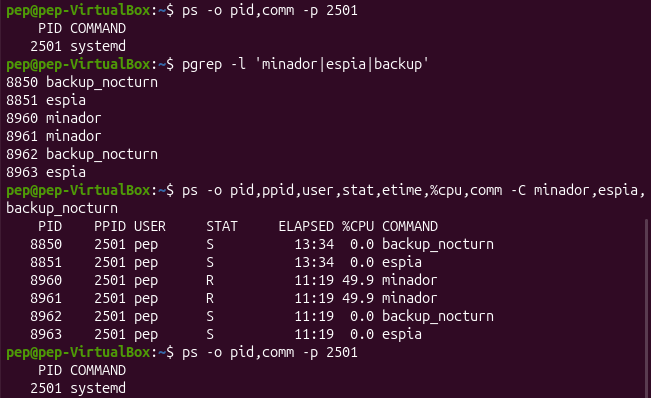 pep@pep-VirtualBox:~$ ps -o pid,comm -p 2501
    PID COMMAND
   2501 systemd
pep@pep-VirtualBox:~$ pgrep -l 'minador|espia|backup'
8850 backup_nocturn
8851 espia
8960 minador
8961 minador
8962 backup_nocturn
8963 espia
pep@pep-VirtualBox:~$ ps -o pid,ppid,user,stat,etime,%cpu,comm -C minador,espia,
backup_nocturn
    PID    PPID USER     STAT     ELAPSED %CPU COMMAND
   8850    2501 pep      S          13:34  0.0 backup_nocturn
   8851    2501 pep      S          13:34  0.0 espia
   8960    2501 pep      R          11:19 49.9 minador
   8961    2501 pep      R          11:19 49.9 minador
   8962    2501 pep      S          11:19  0.0 backup_nocturn
   8963    2501 pep      S          11:19  0.0 espia
pep@pep-VirtualBox:~$ ps -o pid,comm -p 2501
    PID COMMAND
   2501 systemd